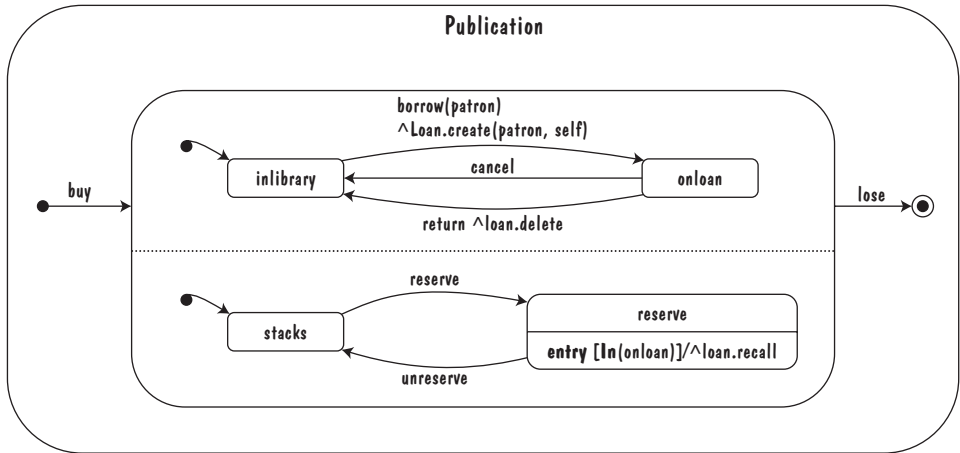 Publication
borrow(patron)
^Loan.create(patron, self)
inlibrary
cancel
onloan
buy
lose
return ^loan.delete
reserve
reserve
stacks
entry [In(onloan)]/^loan.recall
unreserve